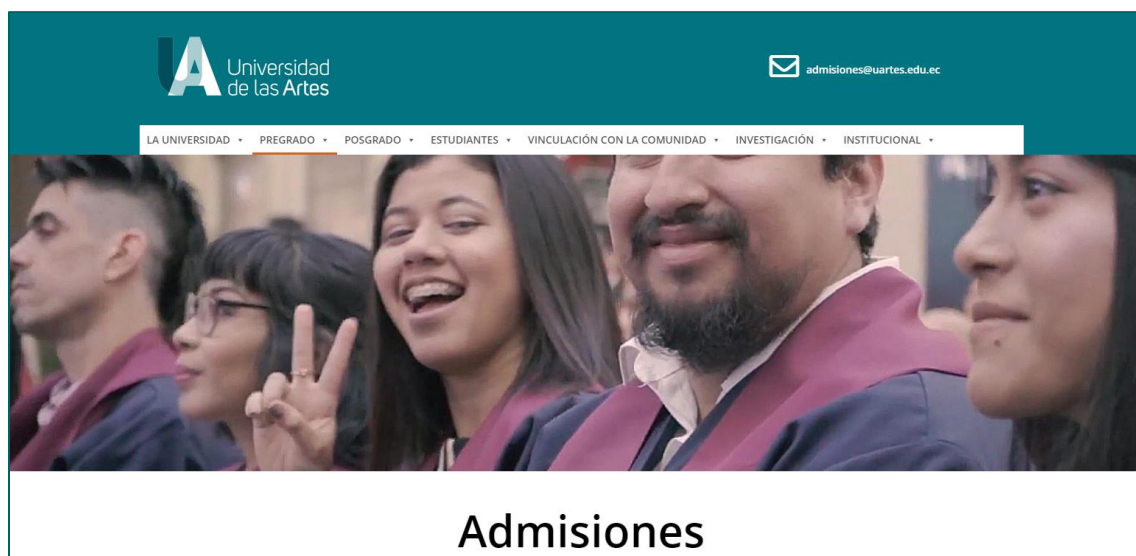 UA
Universidad
de las Artes
admisiones@uartes.edu.ec
LA UNIVERSIDAD PREGRADO POSGRADO ESTUDIANTES VINCULACIÓN CON LA COMUNIDAD INVESTIGACIÓN INSTITUCIONAL
Admisiones